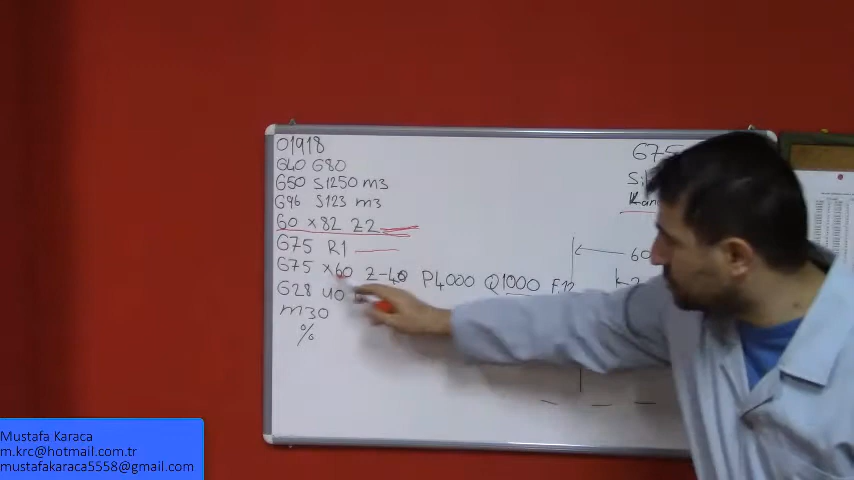 01918
G40 G80
G50 S1250 m3
G96 S123 m3
G0 x82 Z2
G75 R1
G75 x60 Z-40 P4000 Q1000
G28 U0
m30
%
G75
60
Mustafa Karaca
m.krc@hotmail.com.tr
mustafakaraca5558@gmail.com